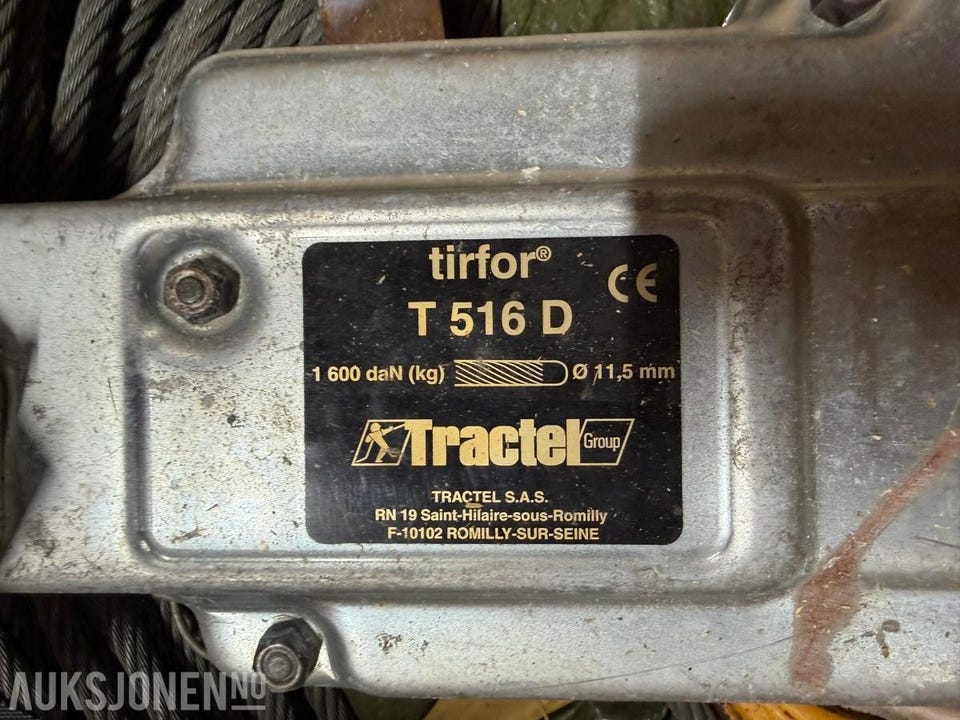 tirfor®
CE
T 516 D
1 600 daN (kg) Ø 11,5 mm
Tractel Group
TRACTEL S.A.S.
RN 19 Saint-Hilaire-sous-Romilly
F-10102 ROMILLY-SUR-SEINE
AUKSJONEN.NO